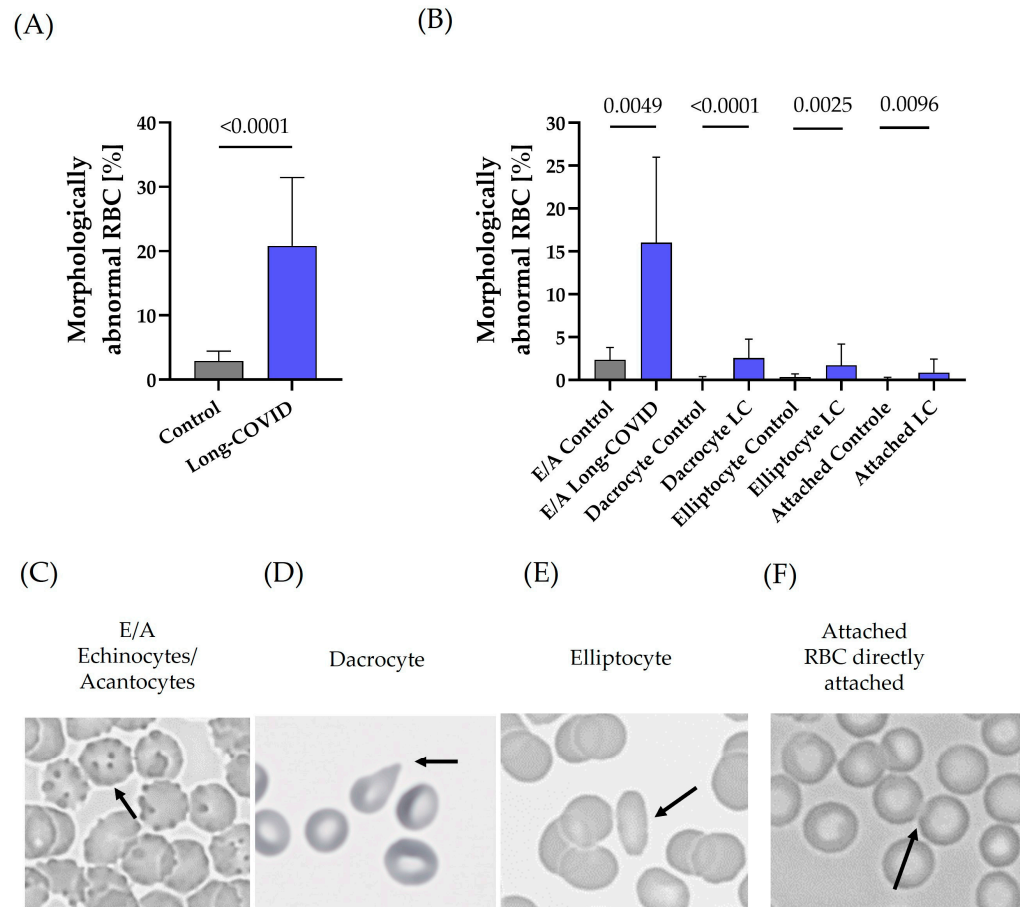 (A)
<0.0001
Morphologically
abnormal RBC [%]
40
30
20
10
0
Control
Long-COVID
(B)
0.0049
<0.0001
0.0025
0.0096
Morphologically
abnormal RBC [%]
30
25
20
15
10
5
0
E/A Control
E/A Long-COVID
Dacrocyte Control
Dacrocyte LC
Elliptocyte Control
Elliptocyte LC
Attached Controle
Attached LC
(C)
E/A
Echinocytes/
Acantocytes
(D)
Dacrocyte
(E)
Elliptocyte
(F)
Attached
RBC directly
attached